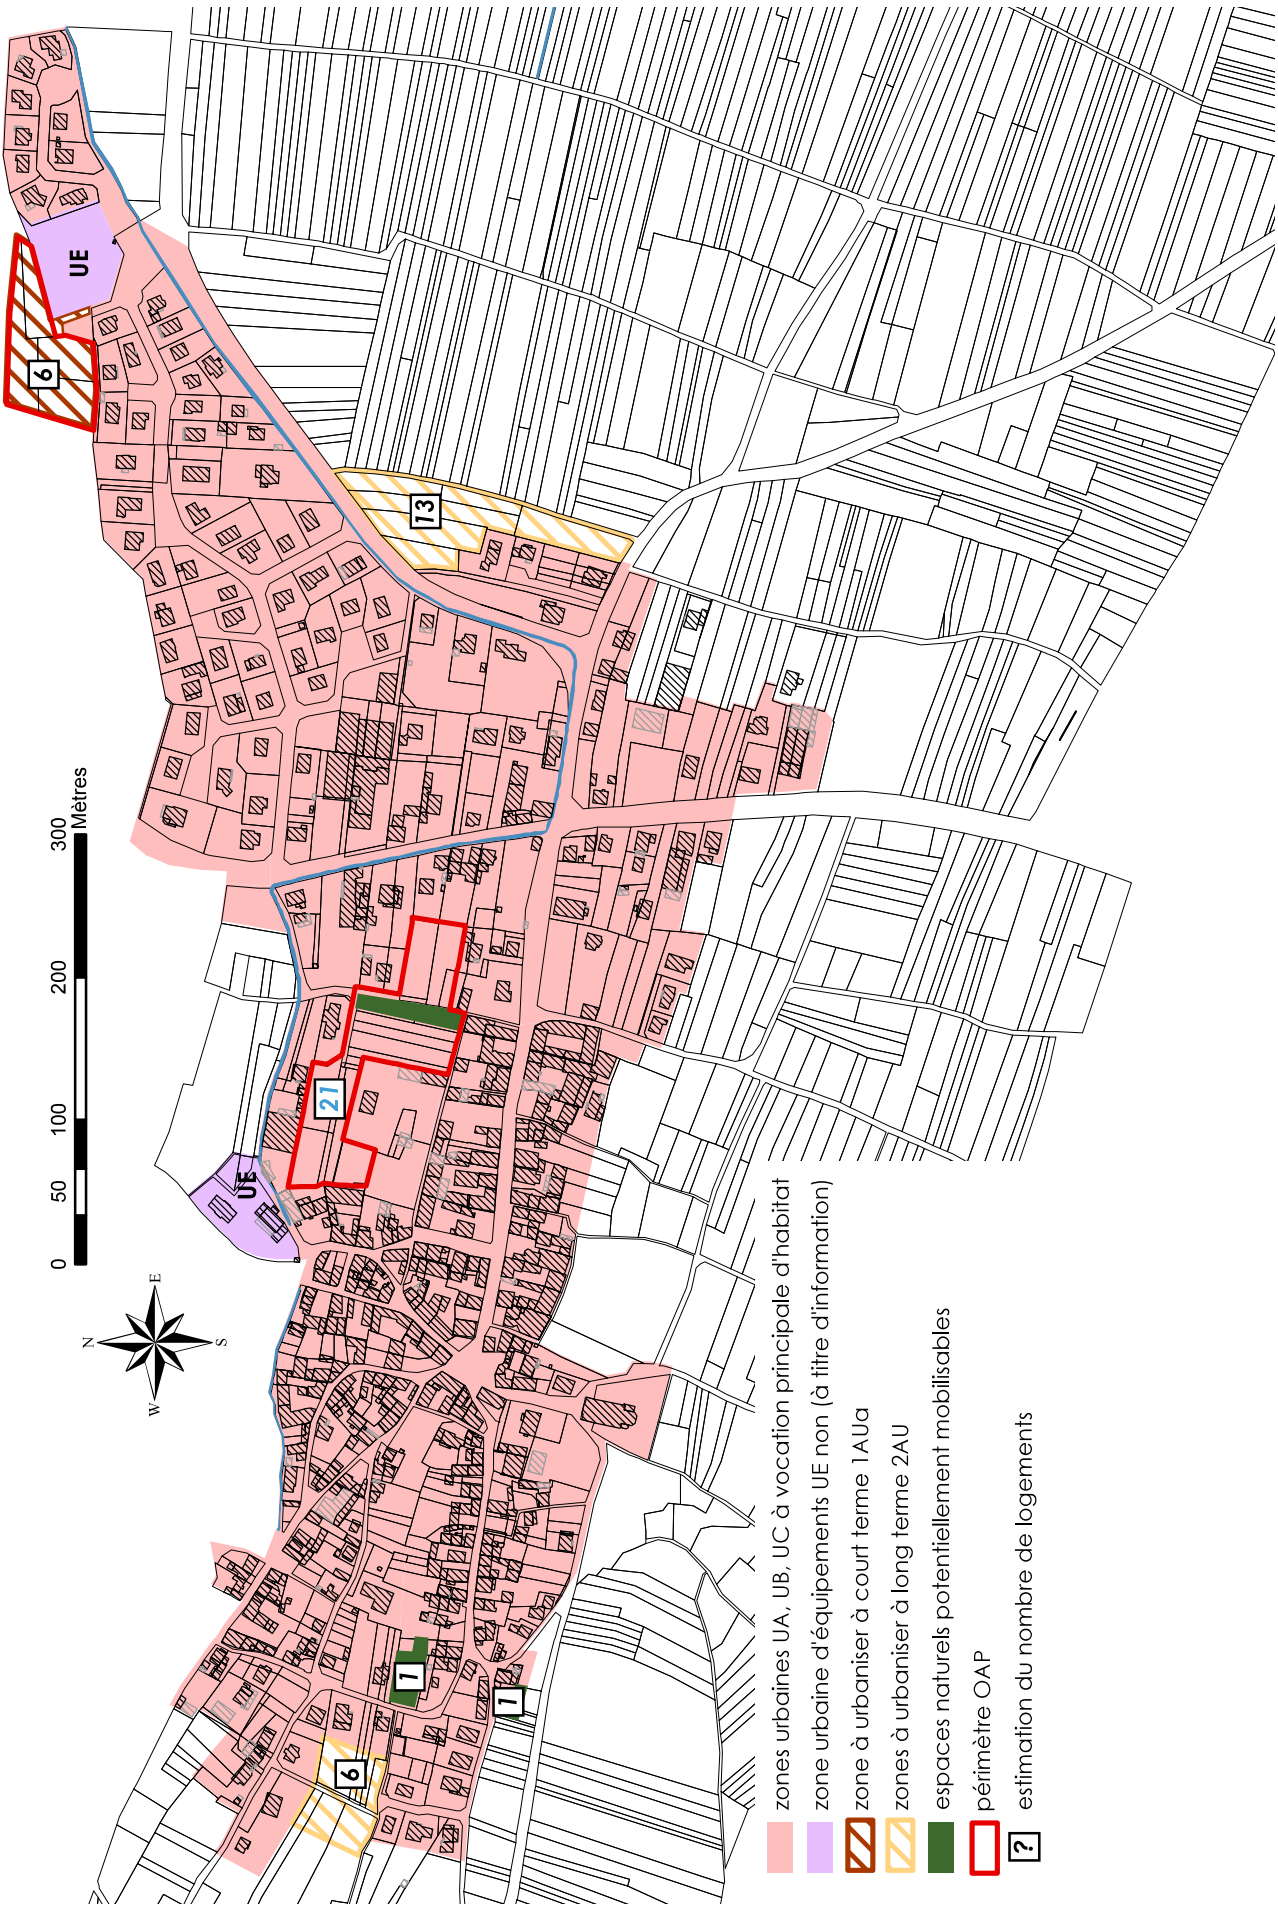 UE
6
13
300
Mètres
200
100
50
0
21
UE
N
E
S
W
1
1
6
zones urbaines UA, UB, UC à vocation principale d'habitat
zone urbaine d'équipements UE non (à titre d'information)
zone à urbaniser à court terme 1AUa
zones à urbaniser à long terme 2AU
espaces naturels potentiellement mobilisables
périmètre OAP
? estimation du nombre de logements